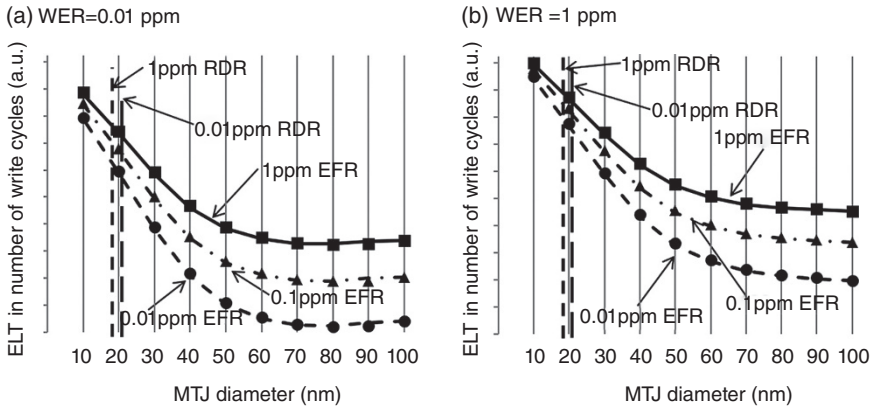 (a) WER=0.01 ppm
ELT in number of write cycles (a.u.)
1ppm RDR
0.01ppm RDR
1ppm EFR
0.1ppm EFR
0.01ppm EFR
10 20 30 40 50 60 70 80 90 100
MTJ diameter (nm)
(b) WER =1 ppm
ELT in number of write cycles (a.u.)
1ppm RDR
0.01ppm RDR
1ppm EFR
0.1ppm EFR
0.01ppm EFR
10 20 30 40 50 60 70 80 90 100
MTJ diameter (nm)